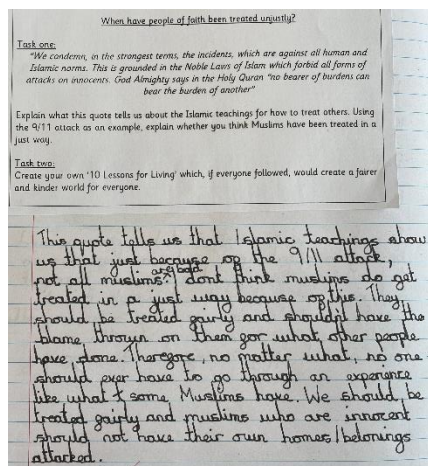 When have people of faith been treated unjustly?
Task one:
"We condemn, in the strongest terms, the incidents, which are against all human and
Islamic norms. This is grounded in the Noble Laws of Islam which forbid all forms of
attacks on innocents. God Almighty says in the Holy Quran "no bearer of burdens can
bear the burden of another"
Explain what this quote tells us about the Islamic teachings for how to treat others. Using
the 9/11 attack as an example, explain whether you think Muslims have been treated in a
just way.
Task two:
Create your own '10 Lessons for Living' which, if everyone followed, would create a fairer
and kinder world for everyone.
This quote tells us that Islamic teachings show
us that just because of the 9/11 attack,
not all muslims are bad. I dont think muslims do get
treated in a just way because of this. They
should be treated fairly and shouldn't have the
blame, thrown on them for what, other people
have done. Therefore, no matter what, no one
should ever have to go through an experience
like what some Muslims have. We should, be
treated fairly and muslims who are innocent
should not have their own homes/belonings
attacked.